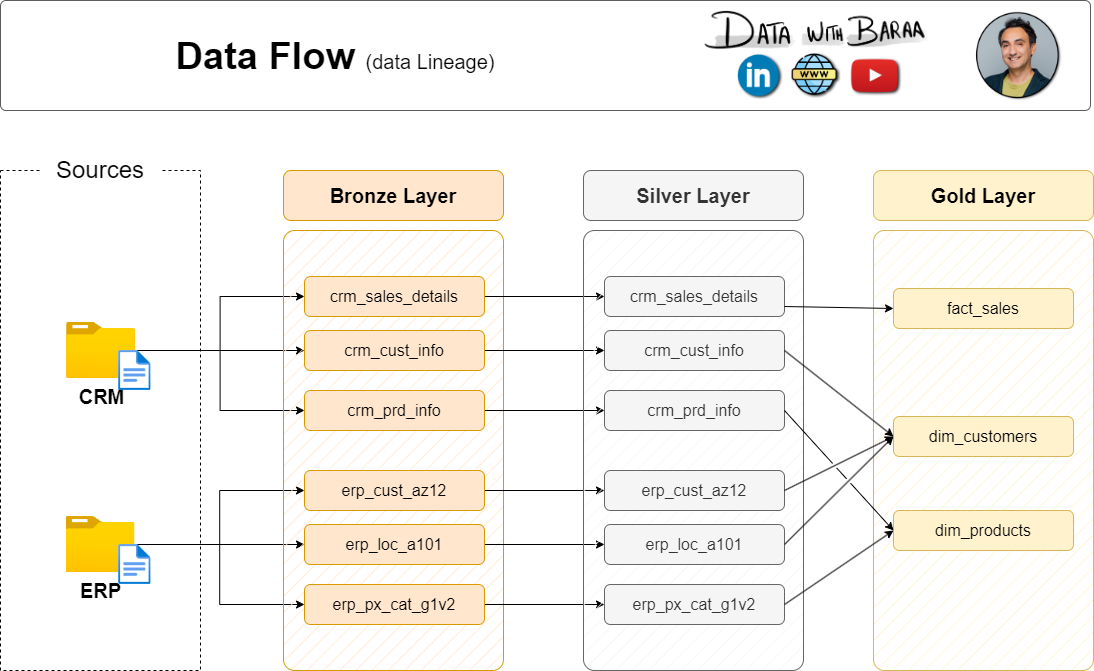 Data Flow (data Lineage)
DATA WITH BARAA
in
WWW
Sources
Bronze Layer
Silver Layer
Gold Layer
crm_sales_details
crm_sales_details
fact_sales
crm_cust_info
crm_cust_info
CRM
crm_prd_info
crm_prd_info
dim_customers
erp_cust_az12
erp_cust_az12
dim_products
erp_loc_a101
erp_loc_a101
ERP
erp_px_cat_g1v2
erp_px_cat_g1v2